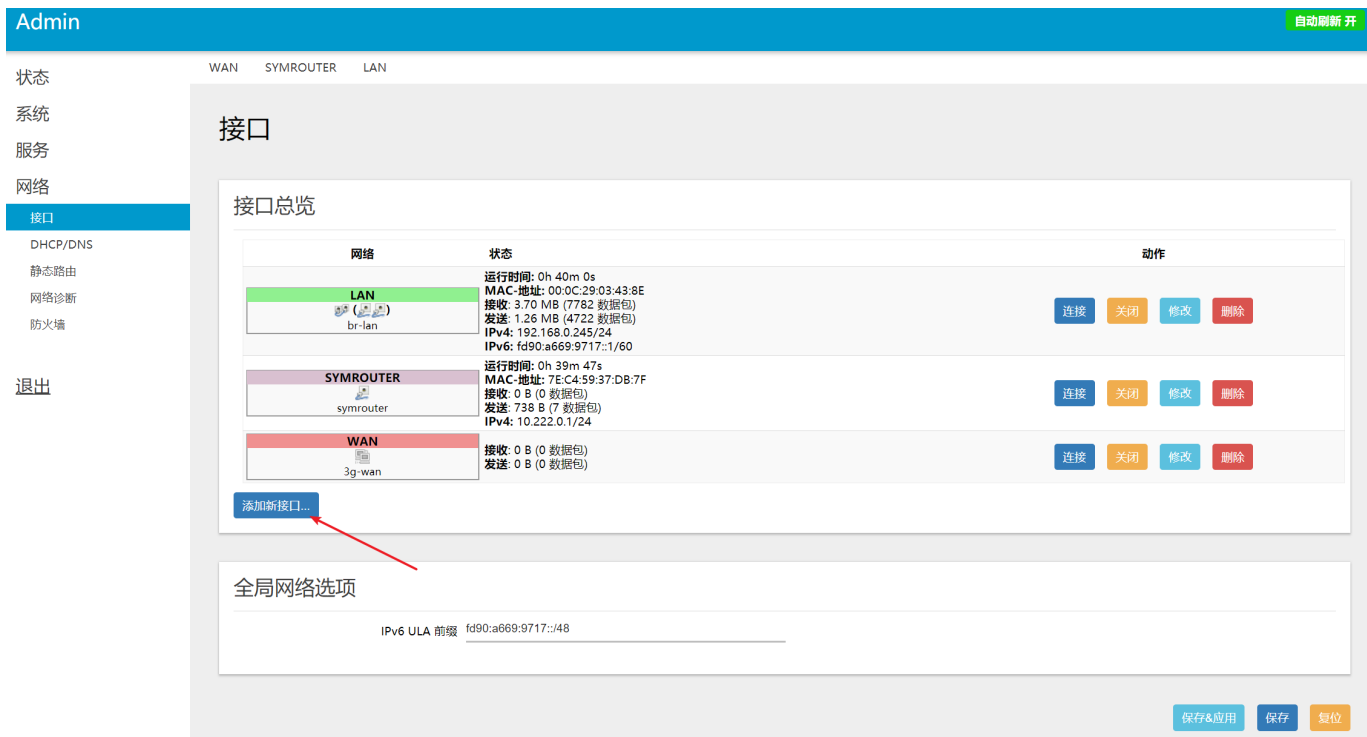 Admin
自动刷新 开
状态
系统
服务
网络
接口
DHCP/DNS
静态路由
网络诊断
防火墙
退出
WAN SYMROUTER LAN
接口
接口总览
网络 状态 动作
LAN
( )
br-lan
运行时间: 0h 40m 0s
MAC-地址: 00:0C:29:03:43:8E
接收: 3.70 MB (7782 数据包)
发送: 1.26 MB (4722 数据包)
IPv4: 192.168.0.245/24
IPv6: fd90:a669:9717::1/60
连接 关闭 修改 删除
SYMROUTER
symrouter
运行时间: 0h 39m 47s
MAC-地址: 7E:C4:59:37:DB:7F
接收: 0 B (0 数据包)
发送: 738 B (7 数据包)
IPv4: 10.222.0.1/24
连接 关闭 修改 删除
WAN
3g-wan
接收: 0 B (0 数据包)
发送: 0 B (0 数据包)
连接 关闭 修改 删除
添加新接口...
全局网络选项
IPv6 ULA 前缀 fd90:a669:9717::/48
保存&应用 保存 复位